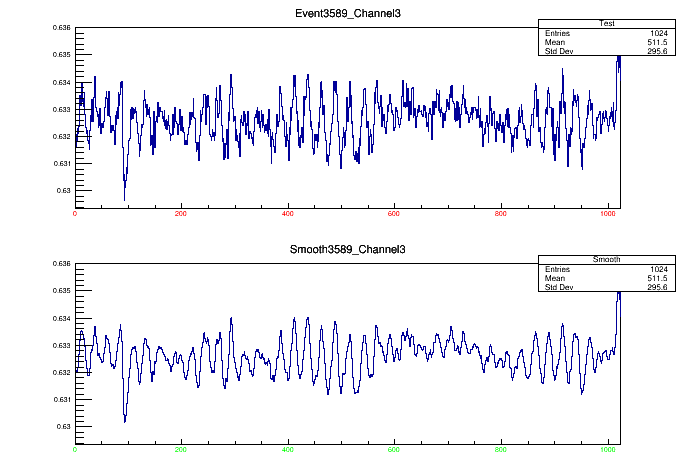 Event3589_Channel3
Test
Entries 1024
Mean 511.5
Std Dev 295.6
0.636
0.635
0.634
0.633
0.632
0.631
0.63
0 200 400 600 800 1000
Smooth3589_Channel3
Smooth
Entries 1024
Mean 511.5
Std Dev 295.6
0.636
0.635
0.634
0.633
0.632
0.631
0.63
0 200 400 600 800 1000